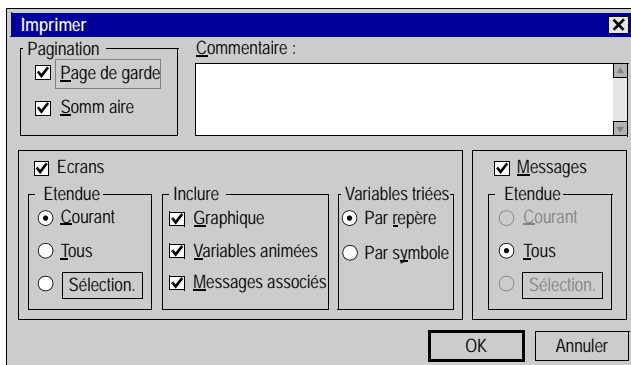 Imprimer
Pagination
Page de garde
Somm aire
Commentaire :
Ecrans
Etendue
Courant
Tous
Sélection.
Inclure
Graphique
Variables animées
Messages associés
Variables triées
Par repère
Par symbole
Messages
Etendue
Courant
Tous
Sélection.
OK
Annuler